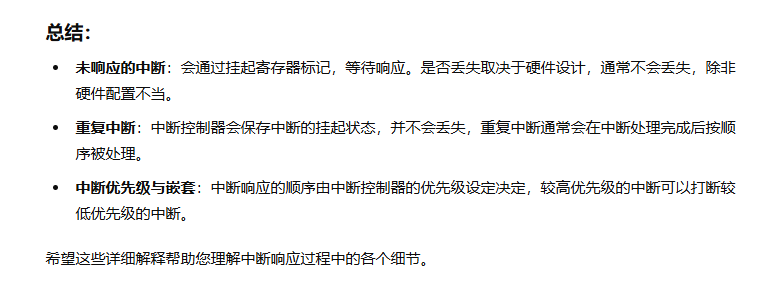 总结：
• 未响应的中断：会通过挂起寄存器标记，等待响应。是否丢失取决于硬件设计，通常不会丢失，除非
硬件配置不当。
• 重复中断：中断控制器会保存中断的挂起状态，并不会丢失，重复中断通常会在中断处理完成后按顺
序被处理。
• 中断优先级与嵌套：中断响应的顺序由中断控制器的优先级设定决定，较高优先级的中断可以打断较
低优先级的中断。
希望这些详细解释帮助您理解中断响应过程中的各个细节。